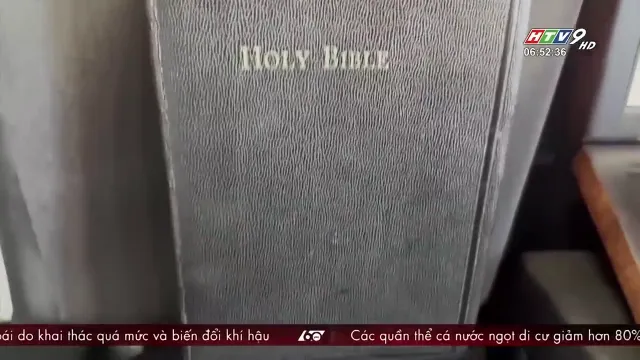 HOLY BIBLE
HTV9 HD
06:52:36
ái do khai thác quá mức và biến đổi khí hậu 60 Các quần thể cá nước ngọt di cư giảm hơn 80%